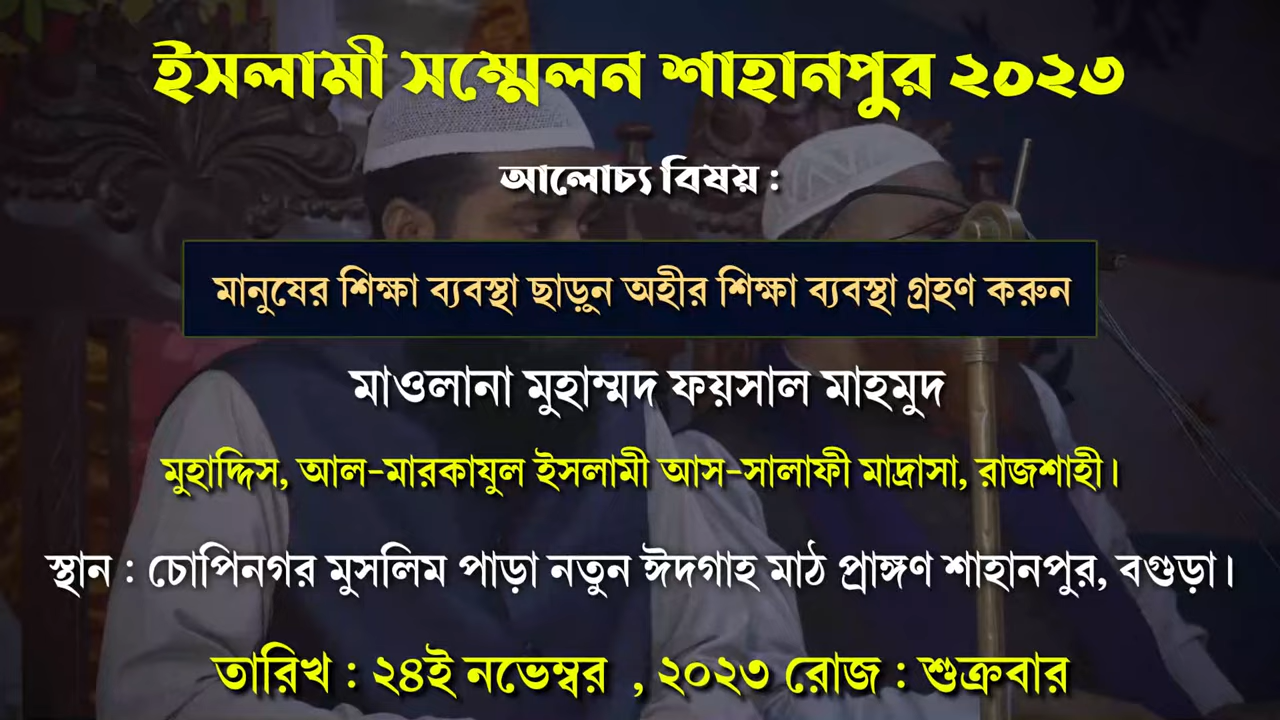 ইসলামী সম্মেলন শাহানপুর ২০২৩
আলোচ্য বিষয় :
মানুষের শিক্ষা ব্যবস্থা ছাড়ুন অহীর শিক্ষা ব্যবস্থা গ্রহণ করুন
মাওলানা মুহাম্মদ ফয়সাল মাহমুদ
মুহাদ্দিস, আল-মারকাযুল ইসলামী আস-সালাফী মাদ্রাসা, রাজশাহী।
স্থান : চোপিনগর মুসলিম পাড়া নতুন ঈদগাহ মাঠ প্রাঙ্গণ শাহানপুর, বগুড়া।
তারিখ : ২৪ই নভেম্বর , ২০২৩ রোজ : শুক্রবার